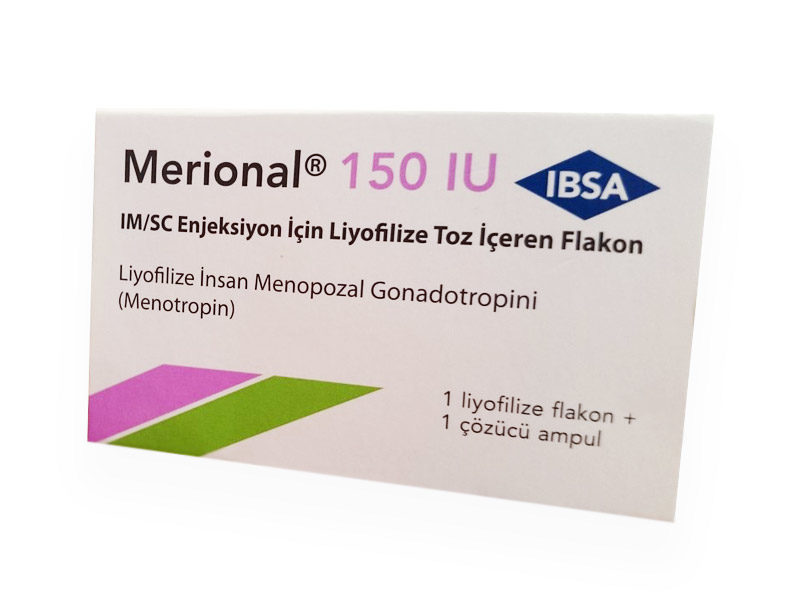 Merional® 150 IU
IBSA
IM/SC Enjeksiyon İçin Liyofilize Toz İçeren Flakon
Liyofilize İnsan Menopozal Gonadotropini
(Menotropin)
1 liyofilize flakon +
1 çözücü ampul